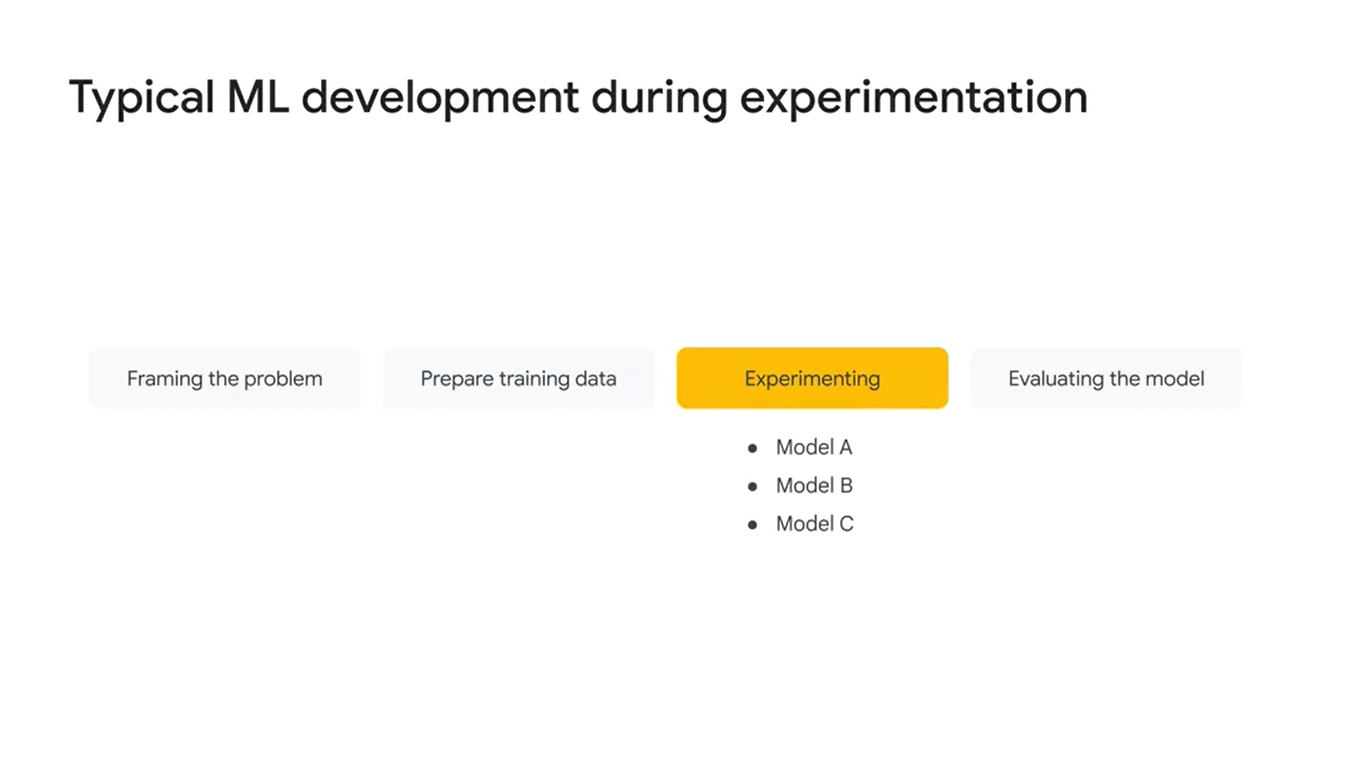 Typical ML development during experimentation
Framing the problem
Prepare training data
Experimenting
Evaluating the model
● Model A
● Model B
● Model C